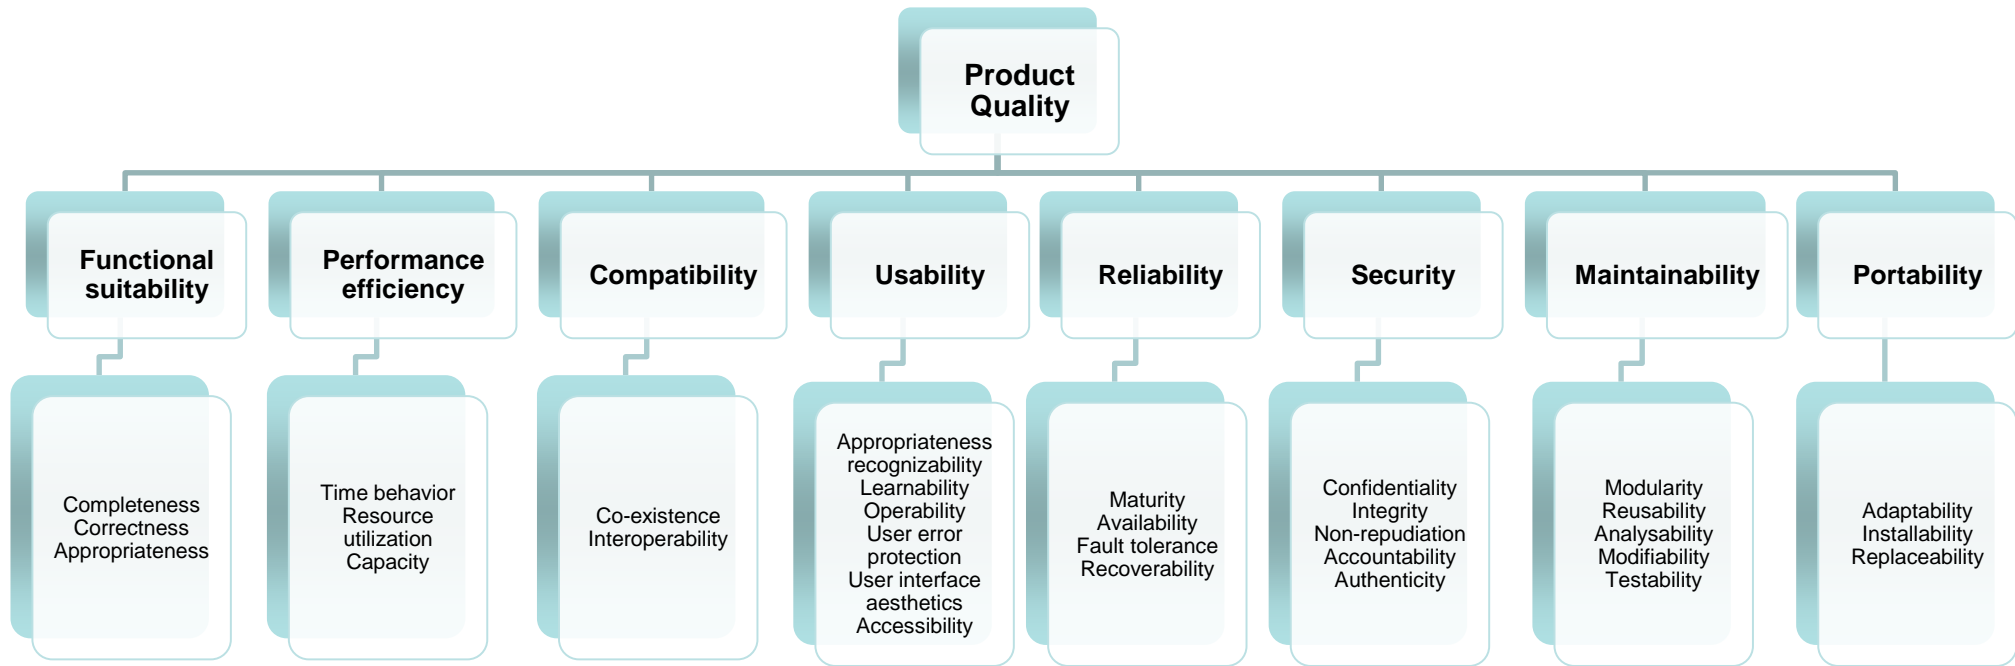 Product
Quality
Functional
suitability
Performance
efficiency
Compatibility
Usability
Reliability
Security
Maintainability
Portability
Completeness
Correctness
Appropriateness
Time behavior
Resource
utilization
Capacity
Co-existence
Interoperability
Appropriateness
recognizability
Learnability
Operability
User error
protection
User interface
aesthetics
Accessibility
Maturity
Availability
Fault tolerance
Recoverability
Confidentiality
Integrity
Non-repudiation
Accountability
Authenticity
Modularity
Reusability
Analysability
Modifiability
Testability
Adaptability
Installability
Replaceability